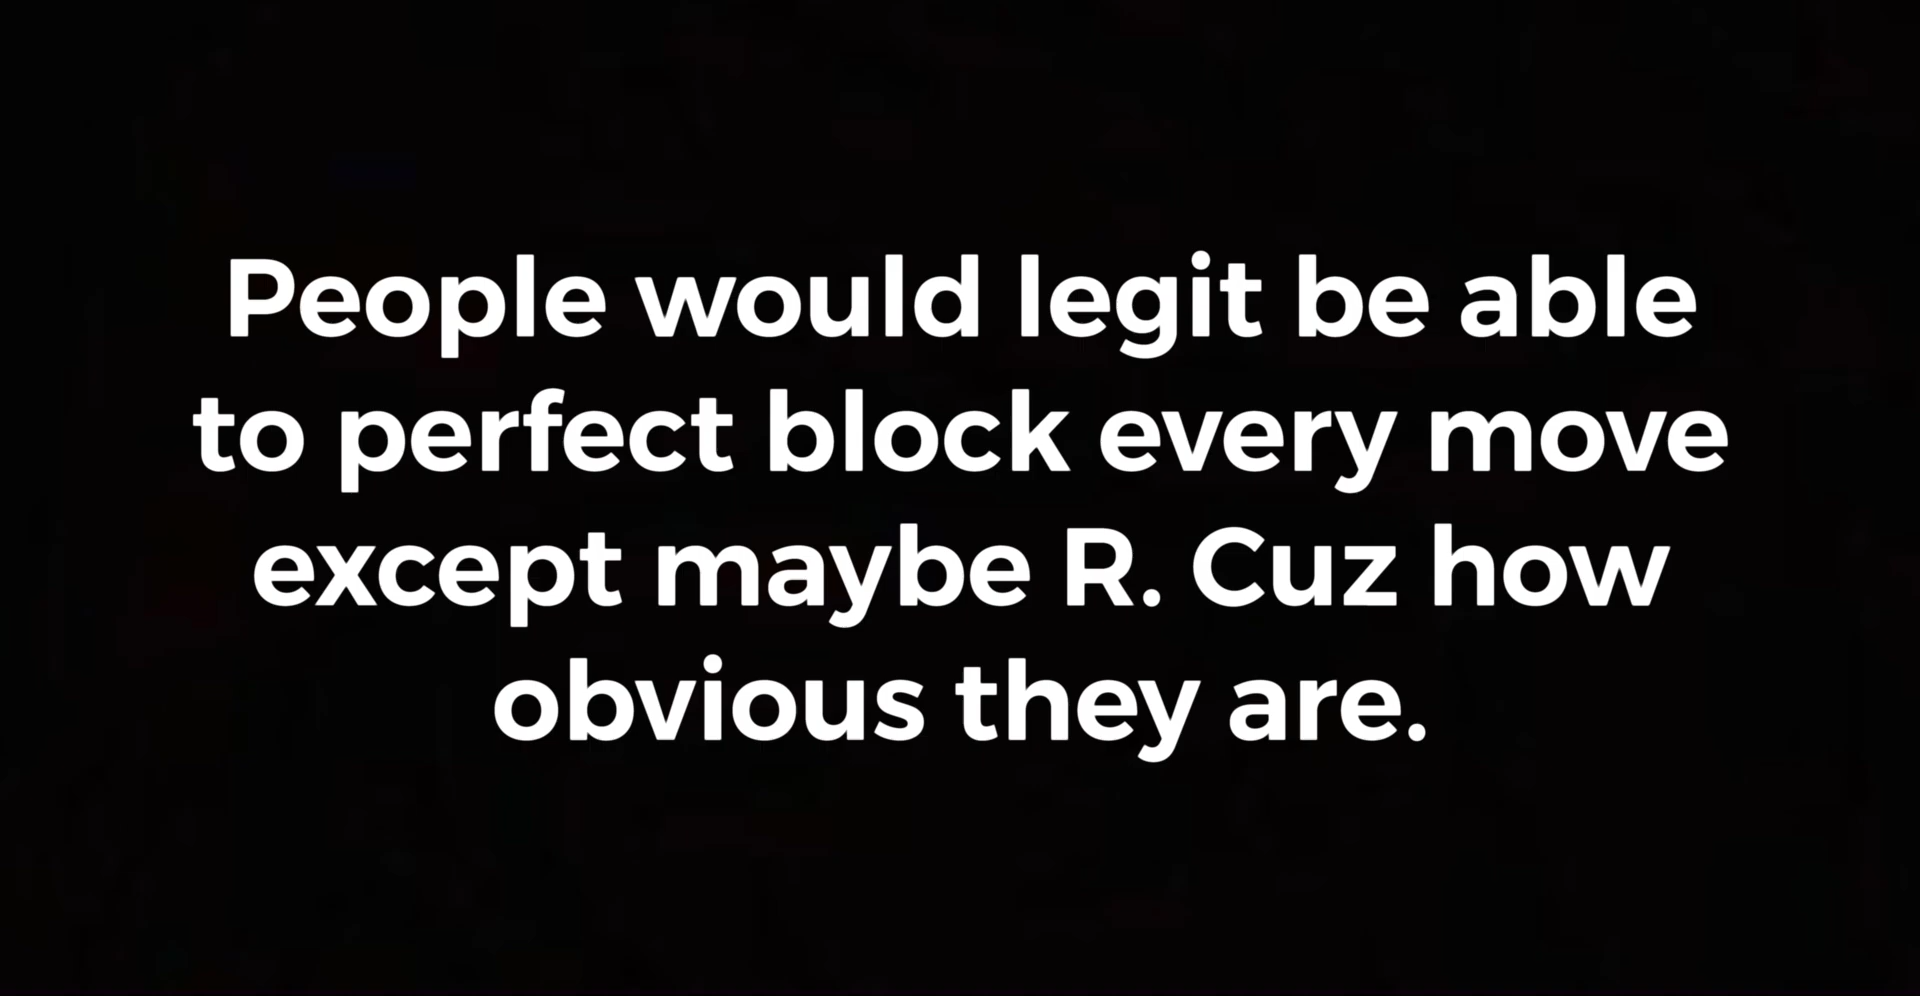 People would legit be able
to perfect block every move
except maybe R. Cuz how
obvious they are.